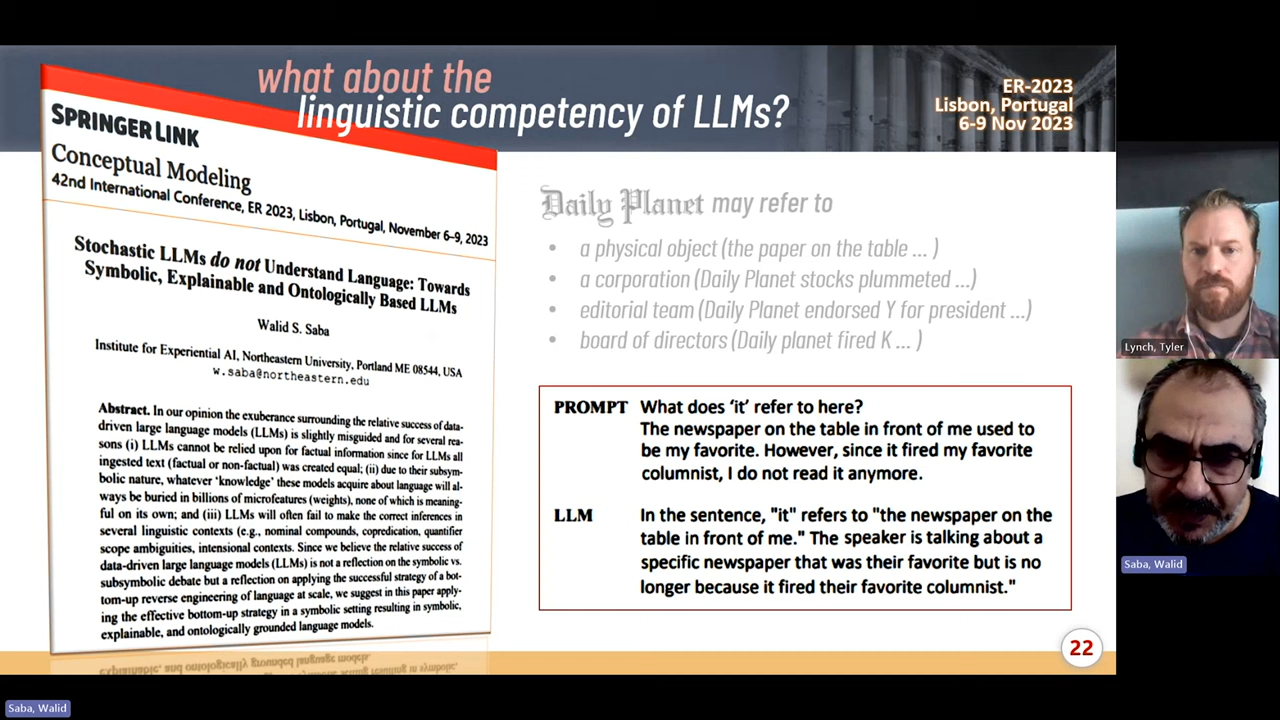 what about the
linguistic competency of LLMs?
ER-2023
Lisbon, Portugal
6-9 Nov 2023
SPRINGER LINK
Conceptual Modeling
42nd International Conference, ER 2023, Lisbon, Portugal, November 6–9, 2023
Stochastic LLMs do not Understand Language: Towards
Symbolic, Explainable and Ontologically Based LLMs
Walid S. Saba
Institute for Experiential AI, Northeastern University, Portland ME 08544, USA
w.saba@northeastern.edu
Abstract. In our opinion the exuberance surrounding the relative success of data-
driven large language models (LLMs) is slightly misguided and for several rea-
sons (i) LLMs cannot be relied upon for factual information since for LLMs all
ingested text (factual or non-factual) was created equal; (ii) due to their subsym-
bolic nature, whatever 'knowledge' these models acquire about language will al-
ways be buried in billions of microfeatures (weights), none of which is meaning-
ful on its own; and (iii) LLMs will often fail to make the correct inferences in
several linguistic contexts (e.g., nominal compounds, copredication, quantifier
scope ambiguities, intensional contexts. Since we believe the relative success of
data-driven large language models (LLMs) is not a reflection on the symbolic vs.
subsymbolic debate but a reflection on applying the successful strategy of a bot-
tom-up reverse engineering of language at scale, we suggest in this paper apply-
ing the effective bottom-up strategy in a symbolic setting resulting in symbolic,
explainable, and ontologically grounded language models.
Daily Planet may refer to
• a physical object (the paper on the table ... )
• a corporation (Daily Planet stocks plummeted ...)
• editorial team (Daily Planet endorsed Y for president ...)
• board of directors (Daily planet fired K ... )
PROMPT What does 'it' refer to here?
The newspaper on the table in front of me used to
be my favorite. However, since it fired my favorite
columnist, I do not read it anymore.
LLM In the sentence, "it" refers to "the newspaper on the
table in front of me." The speaker is talking about a
specific newspaper that was their favorite but is no
longer because it fired their favorite columnist."
22
Lynch, Tyler
Saba, Walid
Saba, Walid